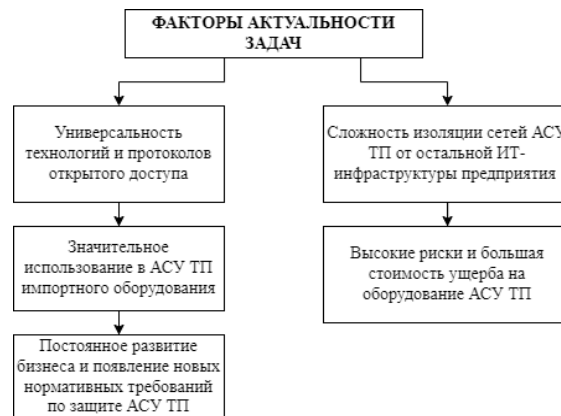 ФАКТОРЫ АКТУАЛЬНОСТИ
ЗАДАЧ
Универсальность
технологий и протоколов
открытого доступа
Значительное
использование в АСУ ТП
импортного оборудования
Постоянное развитие
бизнеса и появление новых
нормативных требований
по защите АСУ ТП
Сложность изоляции сетей АСУ
ТП от остальной ИТ-
инфраструктуры предприятия
Высокие риски и большая
стоимость ущерба на
оборудование АСУ ТП